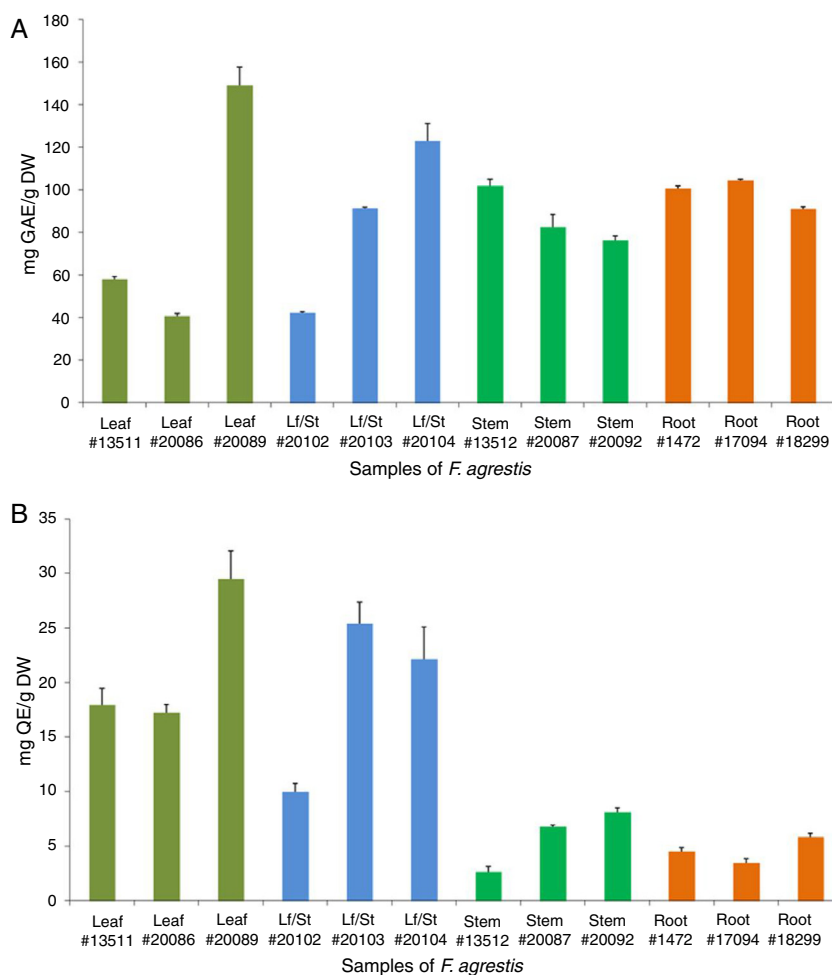 A
180
160
140
120
100
80
60
40
20
0
mg GAE/g DW
Leaf Leaf Leaf Lf/St Lf/St Lf/St Stem Stem Stem Root Root Root
#13511 #20086 #20089 #20102 #20103 #20104 #13512 #20087 #20092 #1472 #17094 #18299
Samples of F. agrestis
B
35
30
25
20
15
10
5
0
mg QE/g DW
Leaf Leaf Leaf Lf/St Lf/St Lf/St Stem Stem Stem Root Root Root
#13511 #20086 #20089 #20102 #20103 #20104 #13512 #20087 #20092 #1472 #17094 #18299
Samples of F. agrestis